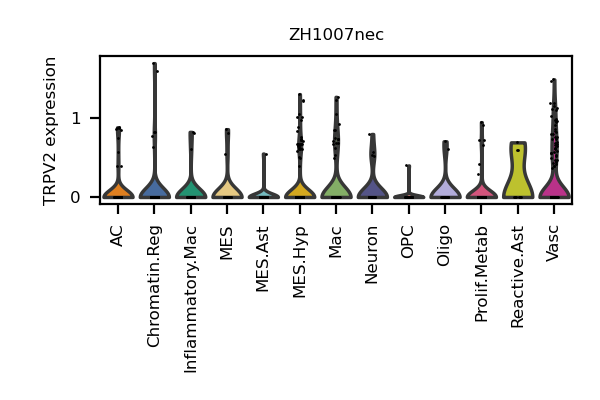 ZH1007nec
TRPV2 expression
1
0
AC
Chromatin.Reg
Inflammatory.Mac
MES
MES.Ast
MES.Hyp
Mac
Neuron
OPC
Oligo
Prolif.Metab
Reactive.Ast
Vasc